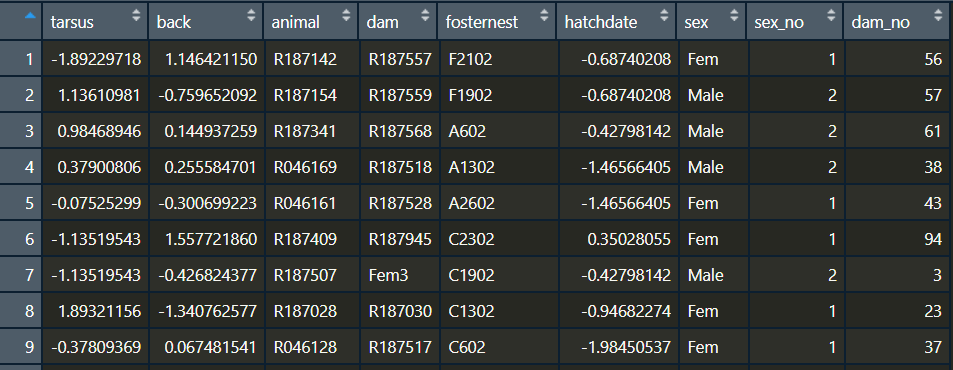 tarsus back animal dam fosternest hatchdate sex sex_no dam_no
1 -1.89229718 1.146421150 R187142 R187557 F2102 -0.68740208 Fem 1 56
2 1.13610981 -0.759652092 R187154 R187559 F1902 -0.68740208 Male 2 57
3 0.98468946 0.144937259 R187341 R187568 A602 -0.42798142 Male 2 61
4 0.37900806 0.255584701 R046169 R187518 A1302 -1.46566405 Male 2 38
5 -0.07525299 -0.300699223 R046161 R187528 A2602 -1.46566405 Fem 1 43
6 -1.13519543 1.557721860 R187409 R187945 C2302 0.35028055 Fem 1 94
7 -1.13519543 -0.426824377 R187507 Fem3 C1902 -0.42798142 Male 2 3
8 1.89321156 -1.340762577 R187028 R187030 C1302 -0.94682274 Fem 1 23
9 -0.37809369 0.067481541 R046128 R187517 C602 -1.98450537 Fem 1 37